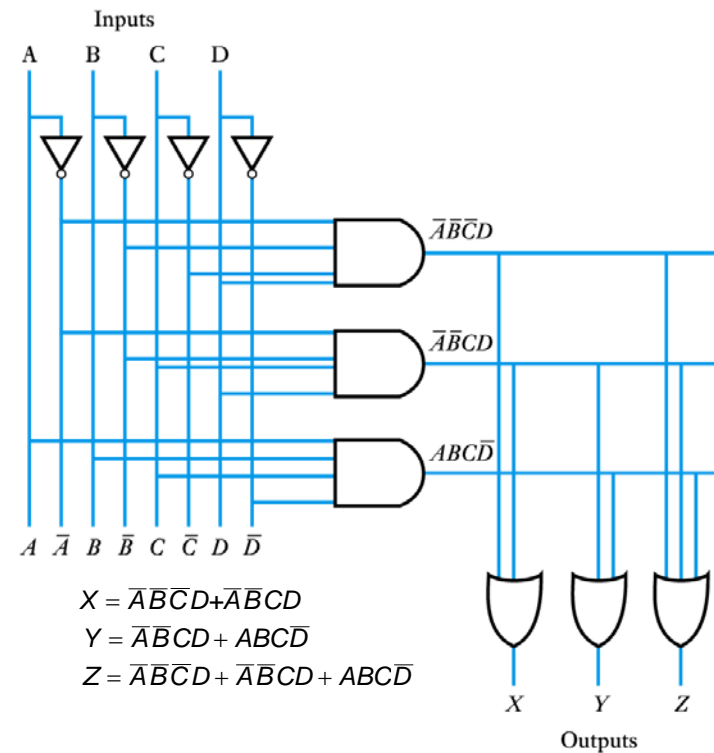 Inputs
A B C D
A̅B̅C̅D
A̅B̅CD
ABCD̅
A A̅ B B̅ C C̅ D D̅
X = A̅B̅C̅D+A̅B̅CD
Y = A̅B̅CD + ABCD̅
Z = A̅B̅C̅D + A̅B̅CD + ABCD̅
X Y Z
Outputs